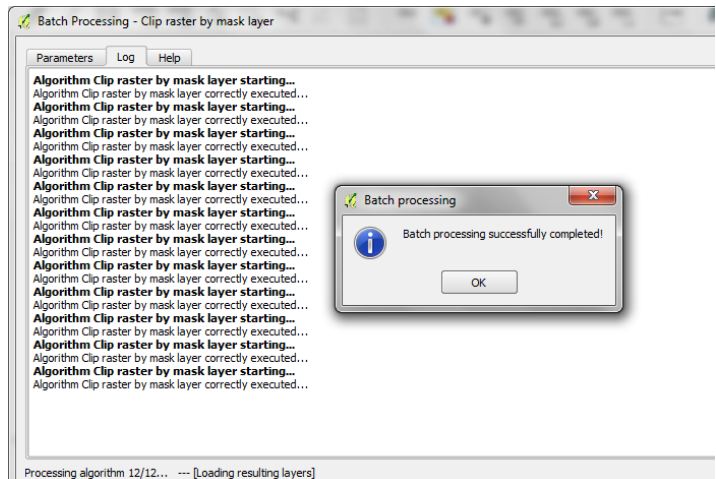 Batch Processing - Clip raster by mask layer
Parameters Log Help
Algorithm Clip raster by mask layer starting...
Algorithm Clip raster by mask layer correctly executed...
Algorithm Clip raster by mask layer starting...
Algorithm Clip raster by mask layer correctly executed...
Algorithm Clip raster by mask layer starting...
Algorithm Clip raster by mask layer correctly executed...
Algorithm Clip raster by mask layer starting...
Algorithm Clip raster by mask layer correctly executed...
Algorithm Clip raster by mask layer starting...
Algorithm Clip raster by mask layer correctly executed...
Algorithm Clip raster by mask layer starting...
Algorithm Clip raster by mask layer correctly executed...
Algorithm Clip raster by mask layer starting...
Algorithm Clip raster by mask layer correctly executed...
Algorithm Clip raster by mask layer starting...
Algorithm Clip raster by mask layer correctly executed...
Algorithm Clip raster by mask layer starting...
Algorithm Clip raster by mask layer correctly executed...
Algorithm Clip raster by mask layer starting...
Algorithm Clip raster by mask layer correctly executed...
Algorithm Clip raster by mask layer starting...
Algorithm Clip raster by mask layer correctly executed...
Algorithm Clip raster by mask layer starting...
Algorithm Clip raster by mask layer correctly executed...
Batch processing
Batch processing successfully completed!
OK
Processing algorithm 12/12... --- [Loading resulting layers]